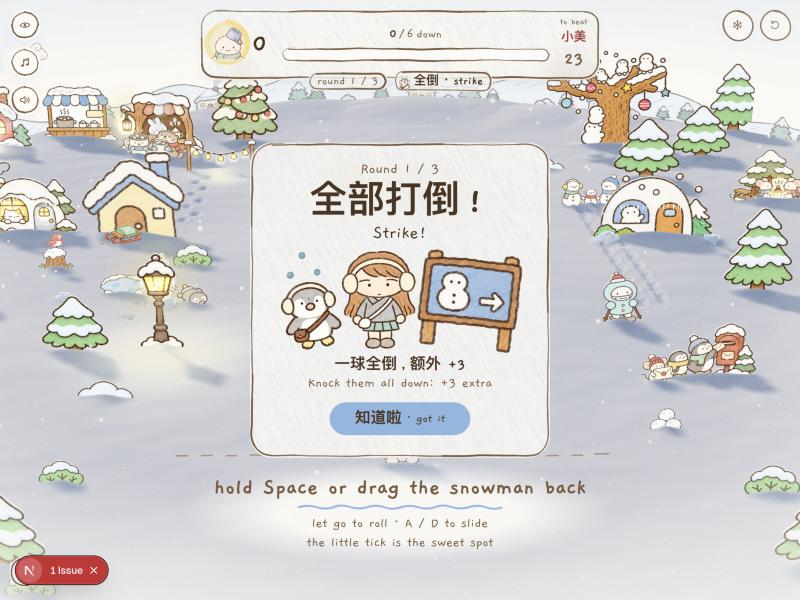 0
0/6 down
to beat
小美
23
round 1 / 3
全倒 · strike
Round 1 / 3
全部打倒！
Strike!
一球全倒，额外 +3
Knock them all down: +3 extra
知道啦 · got it
hold Space or drag the snowman back
let go to roll · A / D to slide
the little tick is the sweet spot
N 1 Issue ×